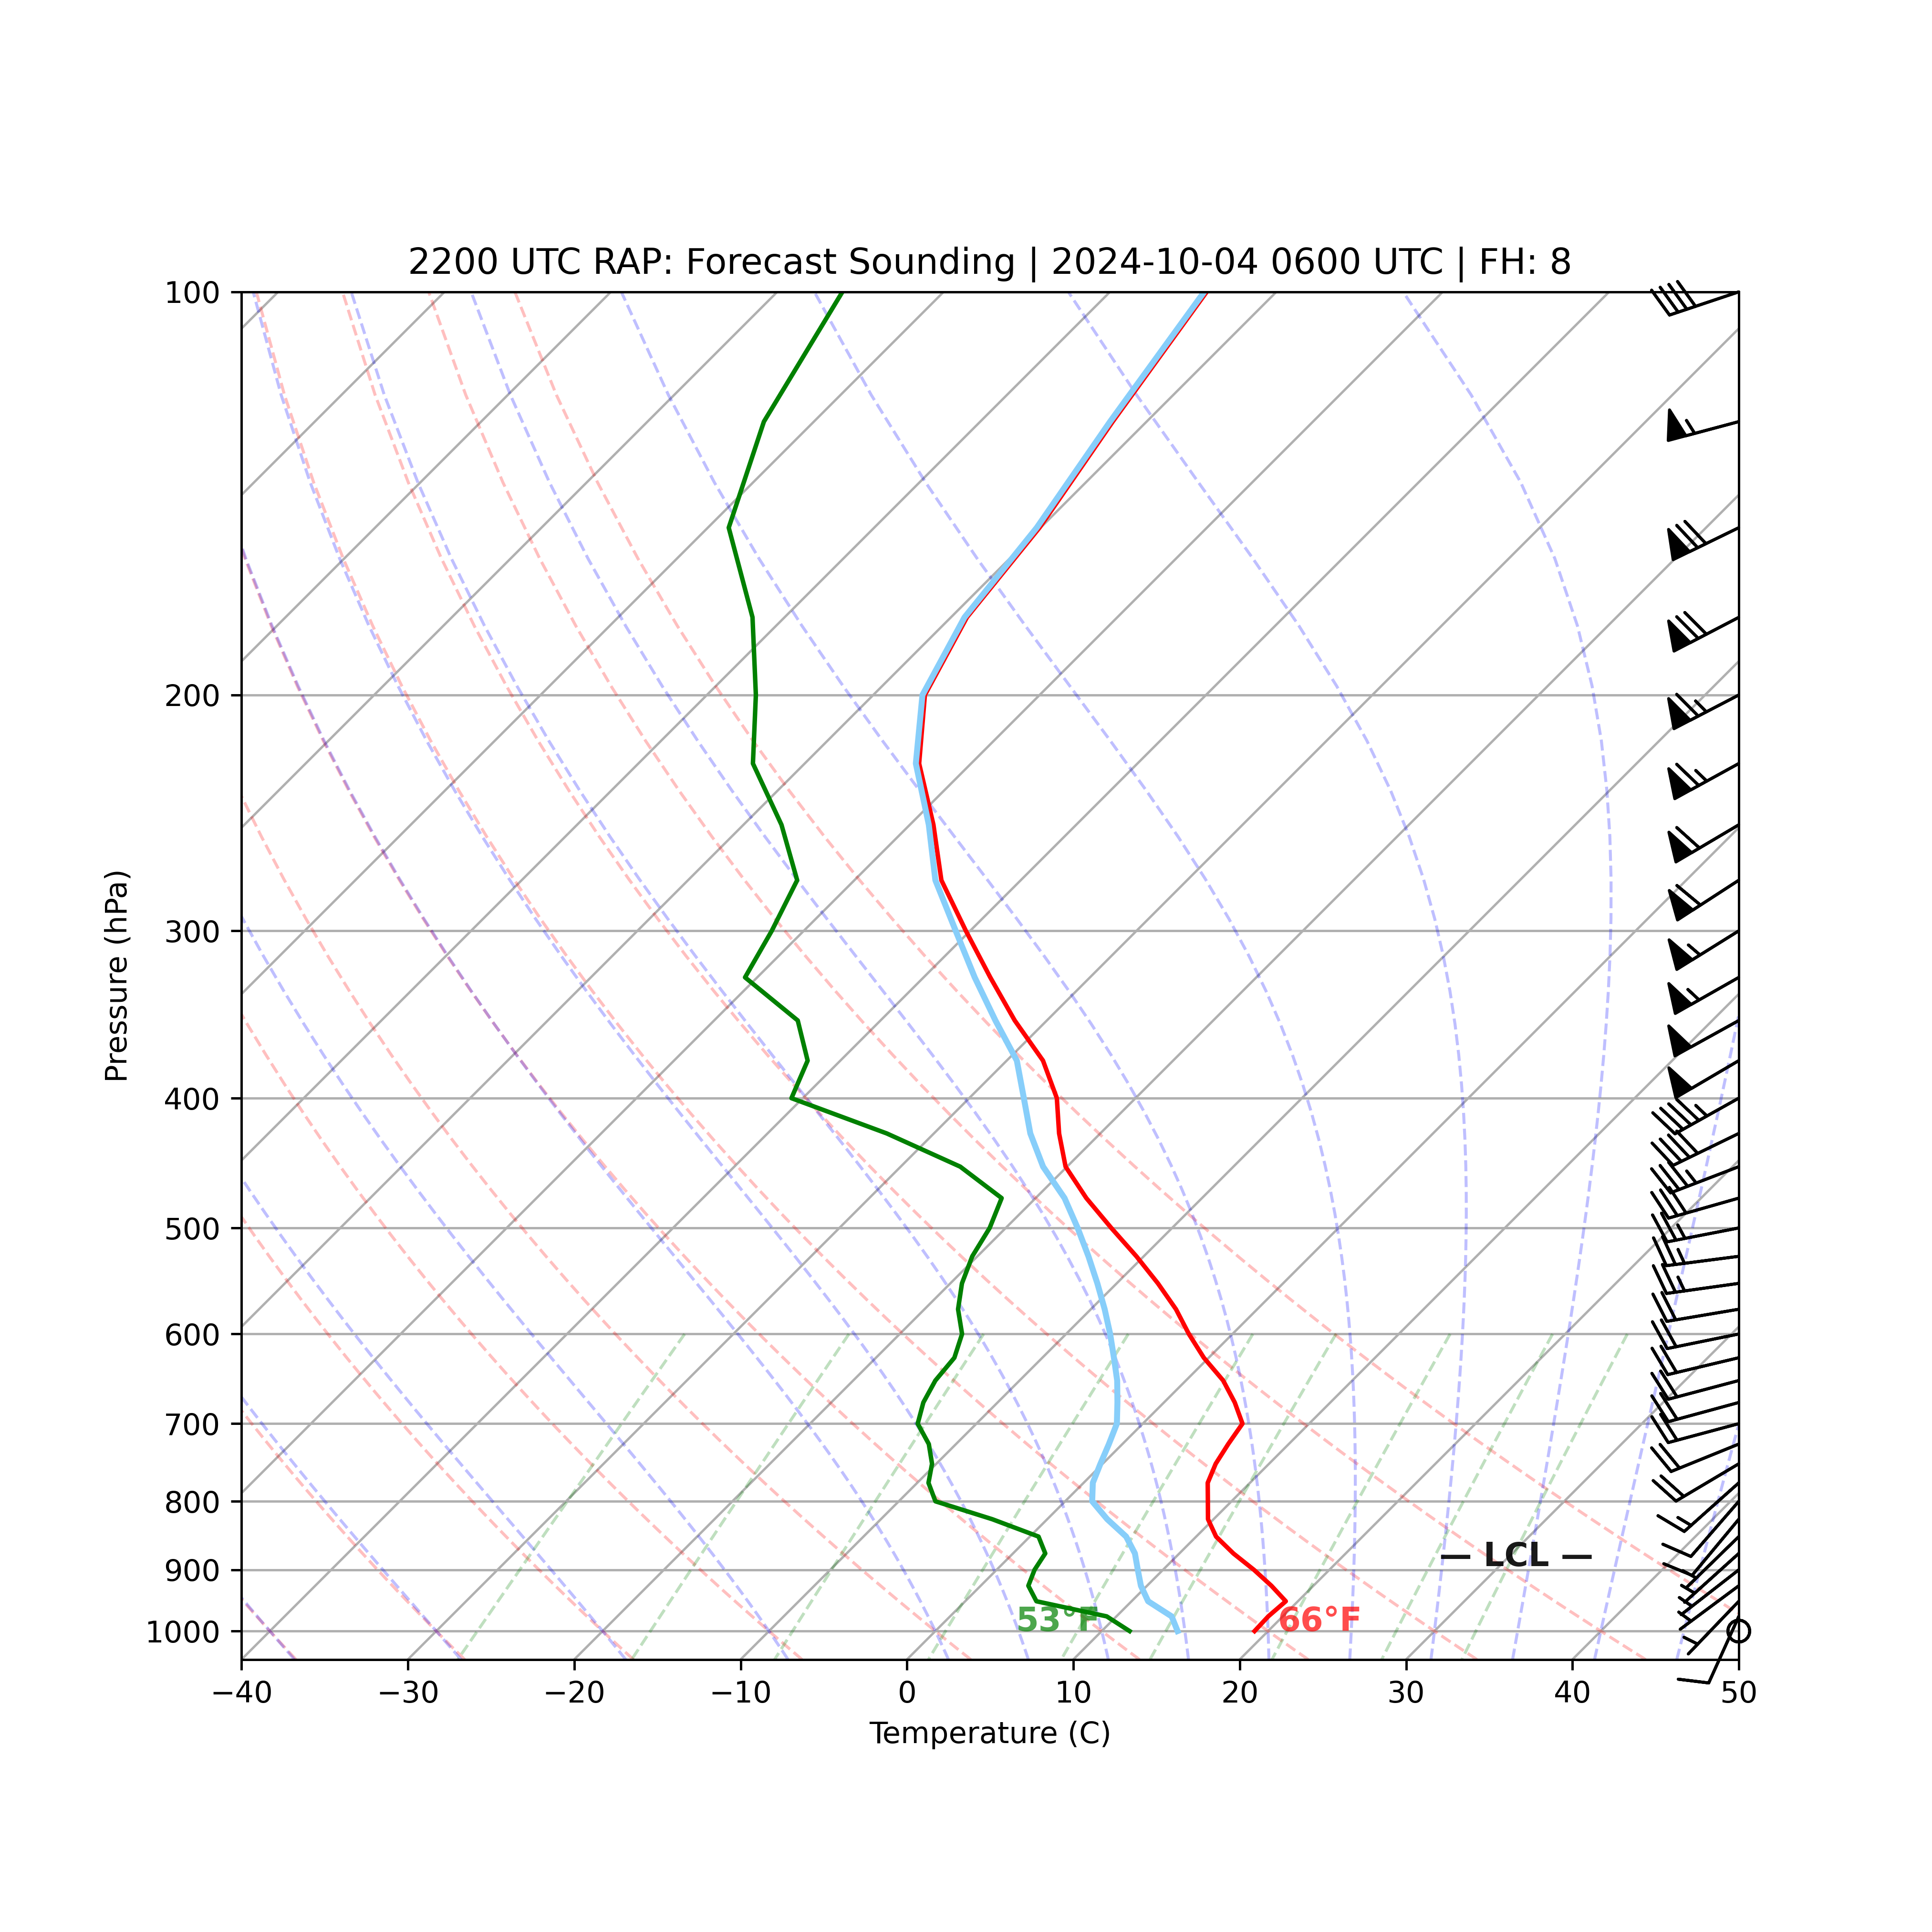 2200 UTC RAP: Forecast Sounding | 2024-10-04 0600 UTC | FH: 8
100
200
300
400
500
600
700
800
900
1000
Pressure (hPa)
— LCL —
53°F
66°F
−40 −30 −20 −10 0 10 20 30 40 50
Temperature (C)